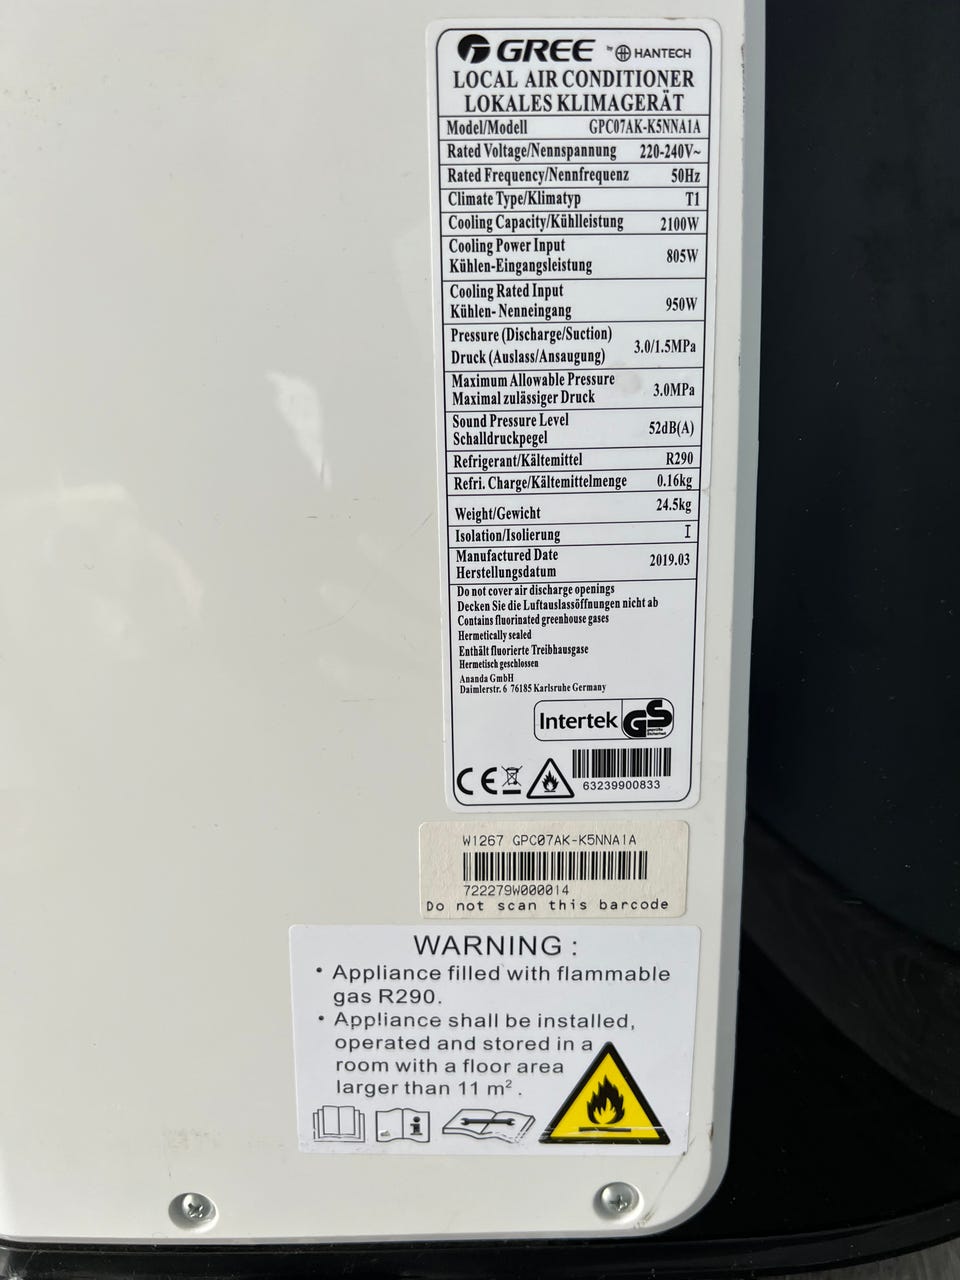 GREE by HANTECH
LOCAL AIR CONDITIONER
LOKALES KLIMAGERÄT
Model/Modell GPC07AK-K5NNA1A
Rated Voltage/Nennspannung 220-240V~
Rated Frequency/Nennfrequenz 50Hz
Climate Type/Klimatyp T1
Cooling Capacity/Kühlleistung 2100W
Cooling Power Input
Kühlen-Eingangsleistung 805W
Cooling Rated Input
Kühlen- Nenneingang 950W
Pressure (Discharge/Suction)
Druck (Auslass/Ansaugung) 3.0/1.5MPa
Maximum Allowable Pressure
Maximal zulässiger Druck 3.0MPa
Sound Pressure Level
Schalldruckpegel 52dB(A)
Refrigerant/Kältemittel R290
Refri. Charge/Kältemittelmenge 0.16kg
Weight/Gewicht 24.5kg
Isolation/Isolierung I
Manufactured Date
Herstellungsdatum 2019.03
Do not cover air discharge openings
Decken Sie die Luftauslassöffnungen nicht ab
Contains fluorinated greenhouse gases
Hermetically sealed
Enthält fluorierte Treibhausgase
Hermetisch geschlossen
Ananda GmbH
Daimlerstr. 6 76185 Karlsruhe Germany
Intertek GS geprüfte Sicherheit
CE
63239900833
W1267 GPC07AK-K5NNA1A
722279W000014
Do not scan this barcode
WARNING :
• Appliance filled with flammable
gas R290.
• Appliance shall be installed,
operated and stored in a
room with a floor area
larger than 11 m².